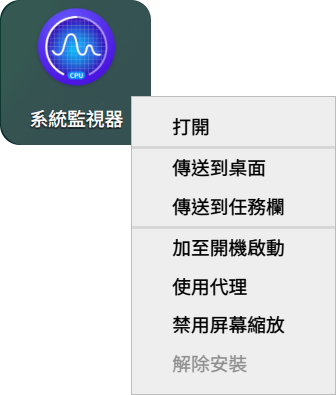 CPU
系統監視器
打開
傳送到桌面
傳送到任務欄
加至開機啟動
使用代理
禁用屏幕縮放
解除安裝